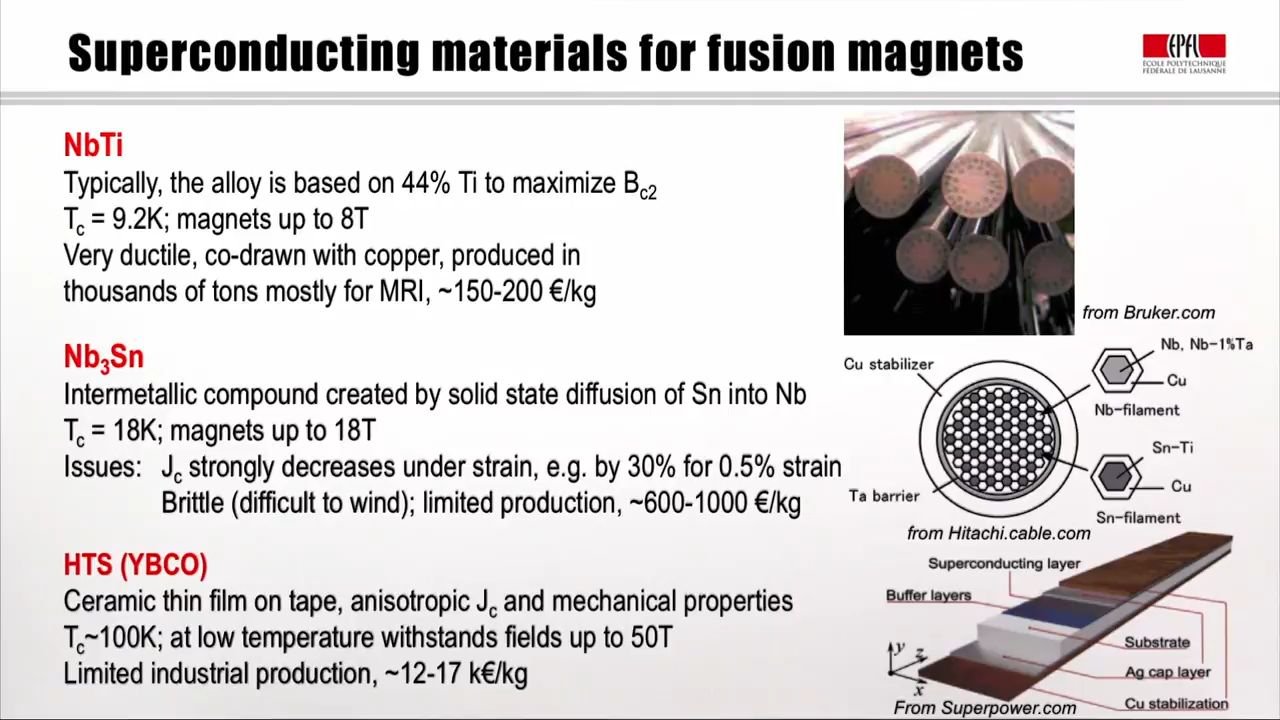 Superconducting materials for fusion magnets
EPFL
ÉCOLE POLYTECHNIQUE
FÉDÉRALE DE LAUSANNE
NbTi
Typically, the alloy is based on 44% Ti to maximize Bc2
Tc = 9.2K; magnets up to 8T
Very ductile, co-drawn with copper, produced in
thousands of tons mostly for MRI, ~150-200 €/kg
from Bruker.com
Nb3Sn
Intermetallic compound created by solid state diffusion of Sn into Nb
Tc = 18K; magnets up to 18T
Issues: Jc strongly decreases under strain, e.g. by 30% for 0.5% strain
Brittle (difficult to wind); limited production, ~600-1000 €/kg
Cu stabilizer
Nb, Nb-1%Ta
Cu
Nb-filament
Sn-Ti
Cu
Ta barrier
Sn-filament
from Hitachi.cable.com
HTS (YBCO)
Ceramic thin film on tape, anisotropic Jc and mechanical properties
Tc~100K; at low temperature withstands fields up to 50T
Limited industrial production, ~12-17 k€/kg
Superconducting layer
Buffer layers
Substrate
Ag cap layer
Cu stabilization
y
z
x
From Superpower.com